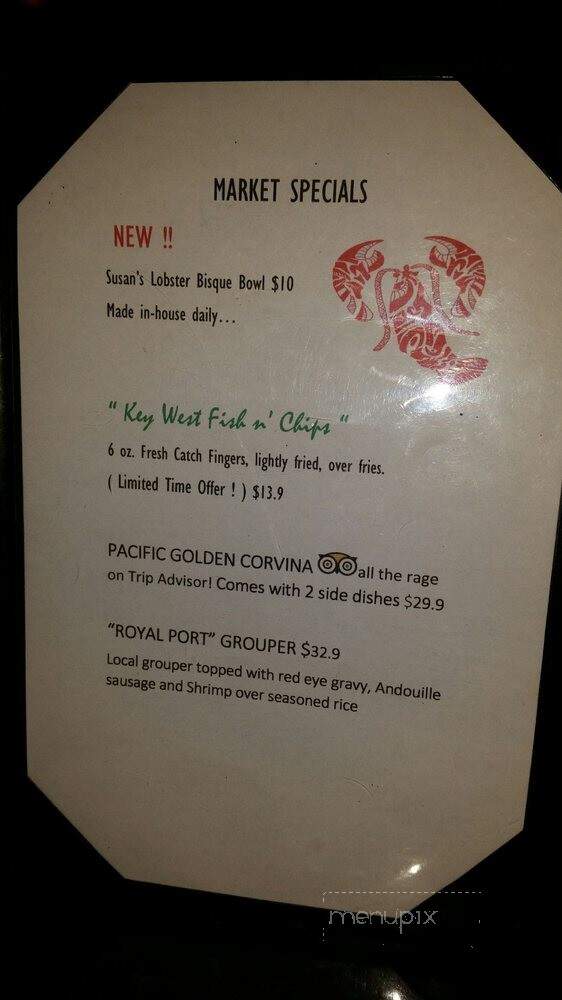 MARKET SPECIALS
NEW !!
Susan's Lobster Bisque Bowl $10
Made in-house daily...
" Key West Fish n' Chips "
6 oz. Fresh Catch Fingers, lightly fried, over fries.
( Limited Time Offer ! ) $13.9
PACIFIC GOLDEN CORVINA all the rage
on Trip Advisor! Comes with 2 side dishes $29.9
"ROYAL PORT" GROUPER $32.9
Local grouper topped with red eye gravy, Andouille
sausage and Shrimp over seasoned rice
menupix